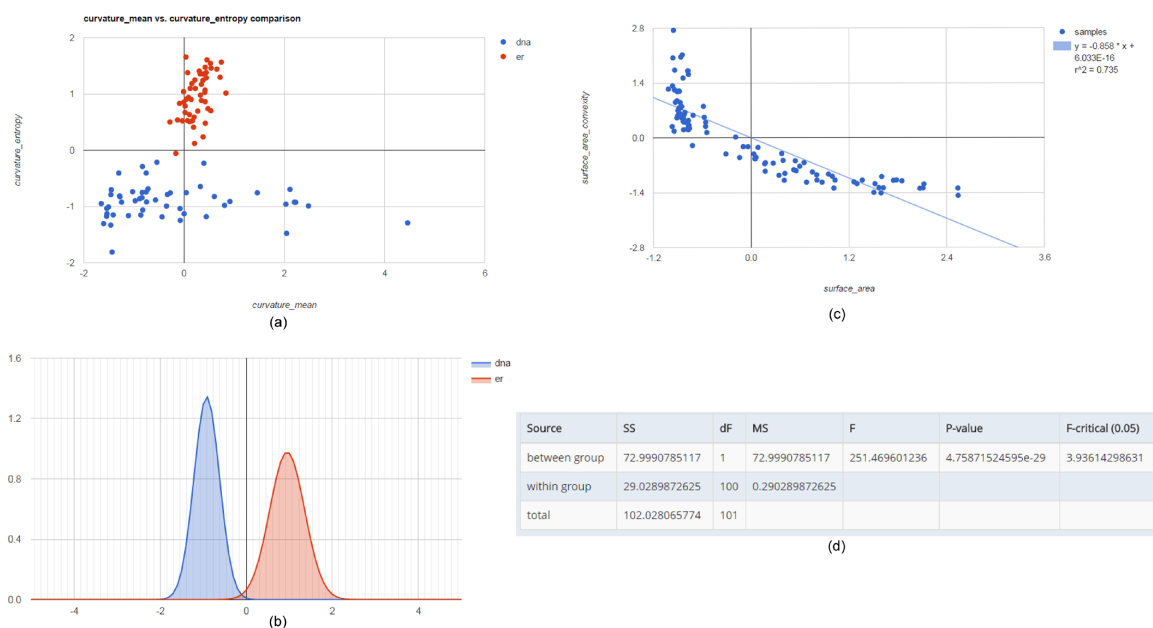 curvature_mean vs. curvature_entropy comparison
dna
er
2
1
0
-1
-2
-2
0
2
4
6
curvature_entropy
curvature_mean
(a)
samples
y = -0.858 * x +
6.033E-16
r^2 = 0.735
2.8
1.4
0.0
-1.4
-2.8
-1.2
0.0
1.2
2.4
3.6
surface_area_convexity
surface_area
(c)
1.6
1.2
0.8
0.4
0.0
-4
-2
0
2
4
dna
er
(b)
Source SS dF MS F P-value F-critical (0.05)
between group 72.9990785117 1 72.9990785117 251.469601236 4.75871524595e-29 3.93614298631
within group 29.0289872625 100 0.290289872625
total 102.028065774 101
(d)